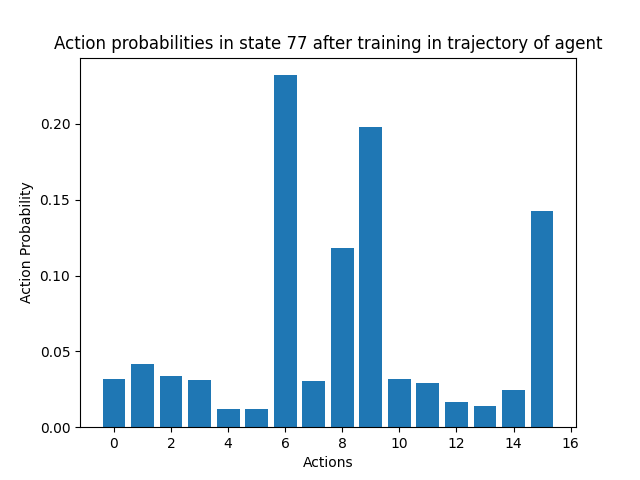 Action probabilities in state 77 after training in trajectory of agent
Action Probability
0.20
0.15
0.10
0.05
0.00
0 2 4 6 8 10 12 14 16
Actions